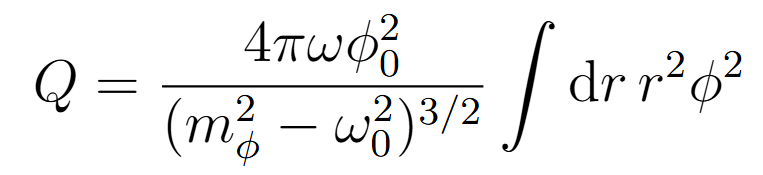 $Q = \frac{4\pi\omega\phi_0^2}{(m_\phi^2 - \omega_0^2)^{3/2}} \int \mathrm{d}r\, r^2 \phi^2$